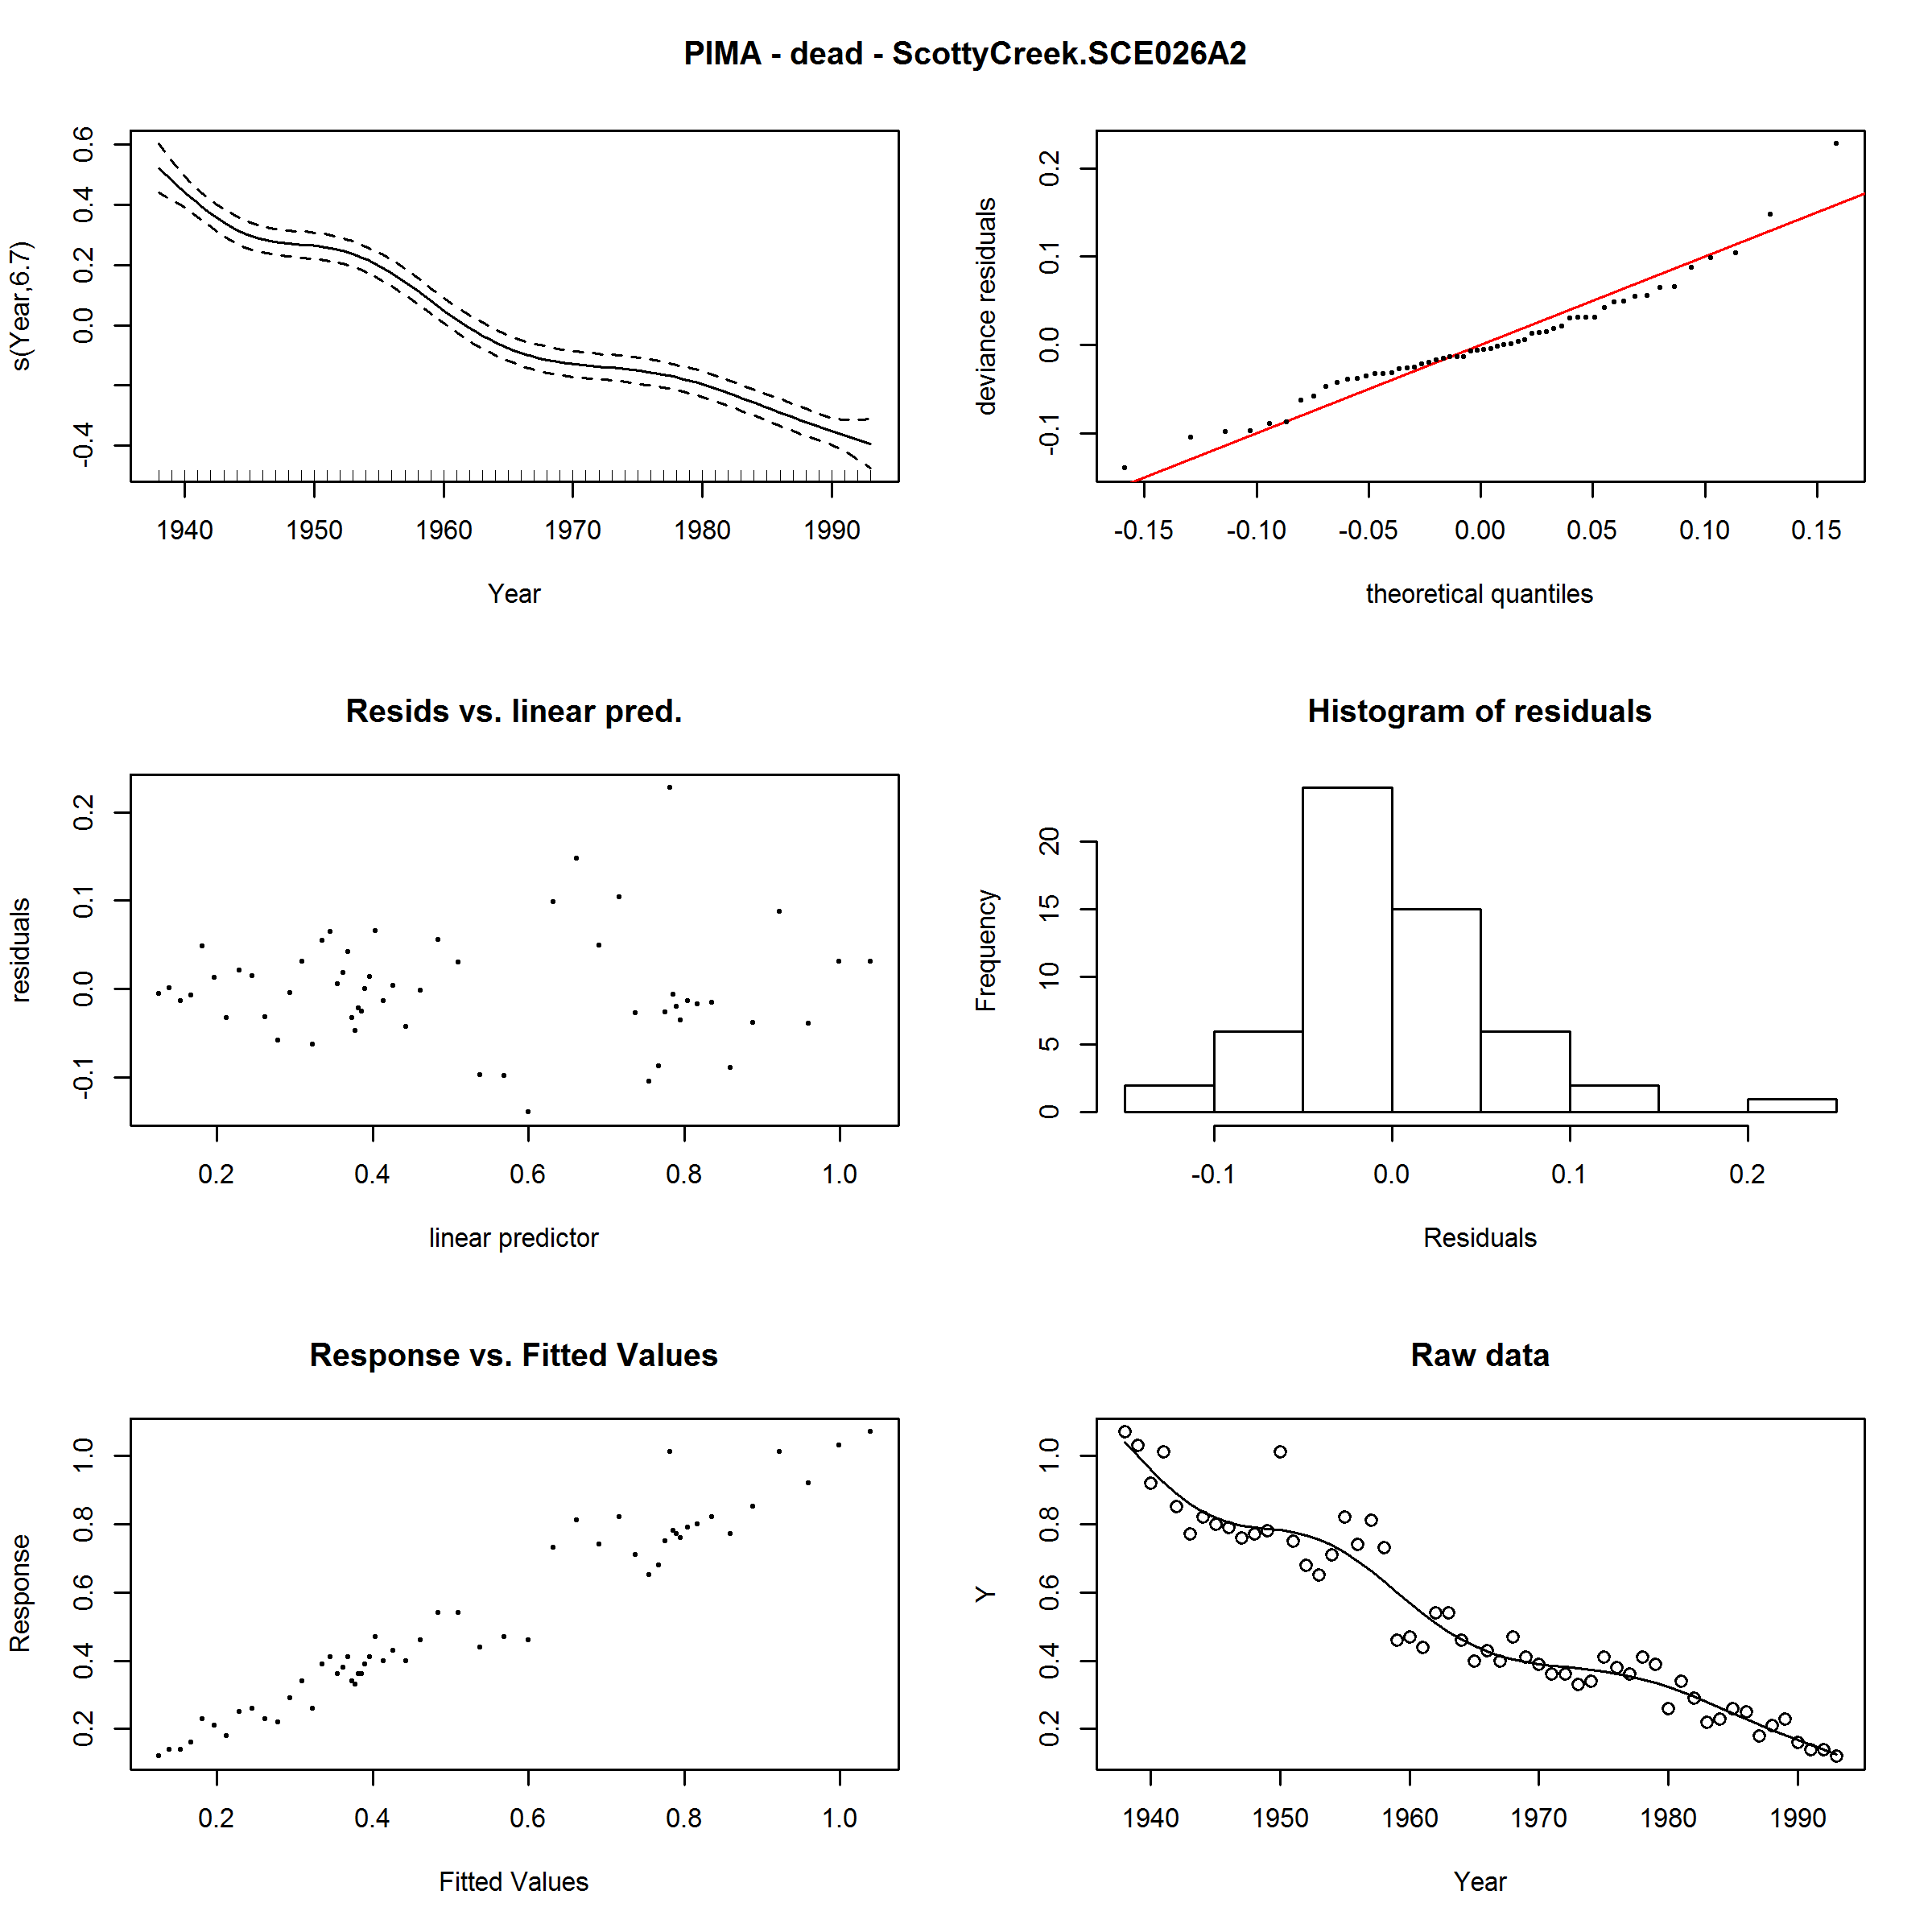 PIMA - dead - ScottyCreek.SCE026A2
s(Year,6.7)
0.6
0.4
0.2
0.0
-0.4
1940 1950 1960 1970 1980 1990
Year
deviance residuals
0.2
0.1
0.0
-0.1
-0.15 -0.10 -0.05 0.00 0.05 0.10 0.15
theoretical quantiles
Resids vs. linear pred.
residuals
0.2
0.1
0.0
-0.1
0.2 0.4 0.6 0.8 1.0
linear predictor
Histogram of residuals
Frequency
20
15
10
5
0
-0.1 0.0 0.1 0.2
Residuals
Response vs. Fitted Values
Response
1.0
0.8
0.6
0.4
0.2
0.2 0.4 0.6 0.8 1.0
Fitted Values
Raw data
Y
1.0
0.8
0.6
0.4
0.2
1940 1950 1960 1970 1980 1990
Year